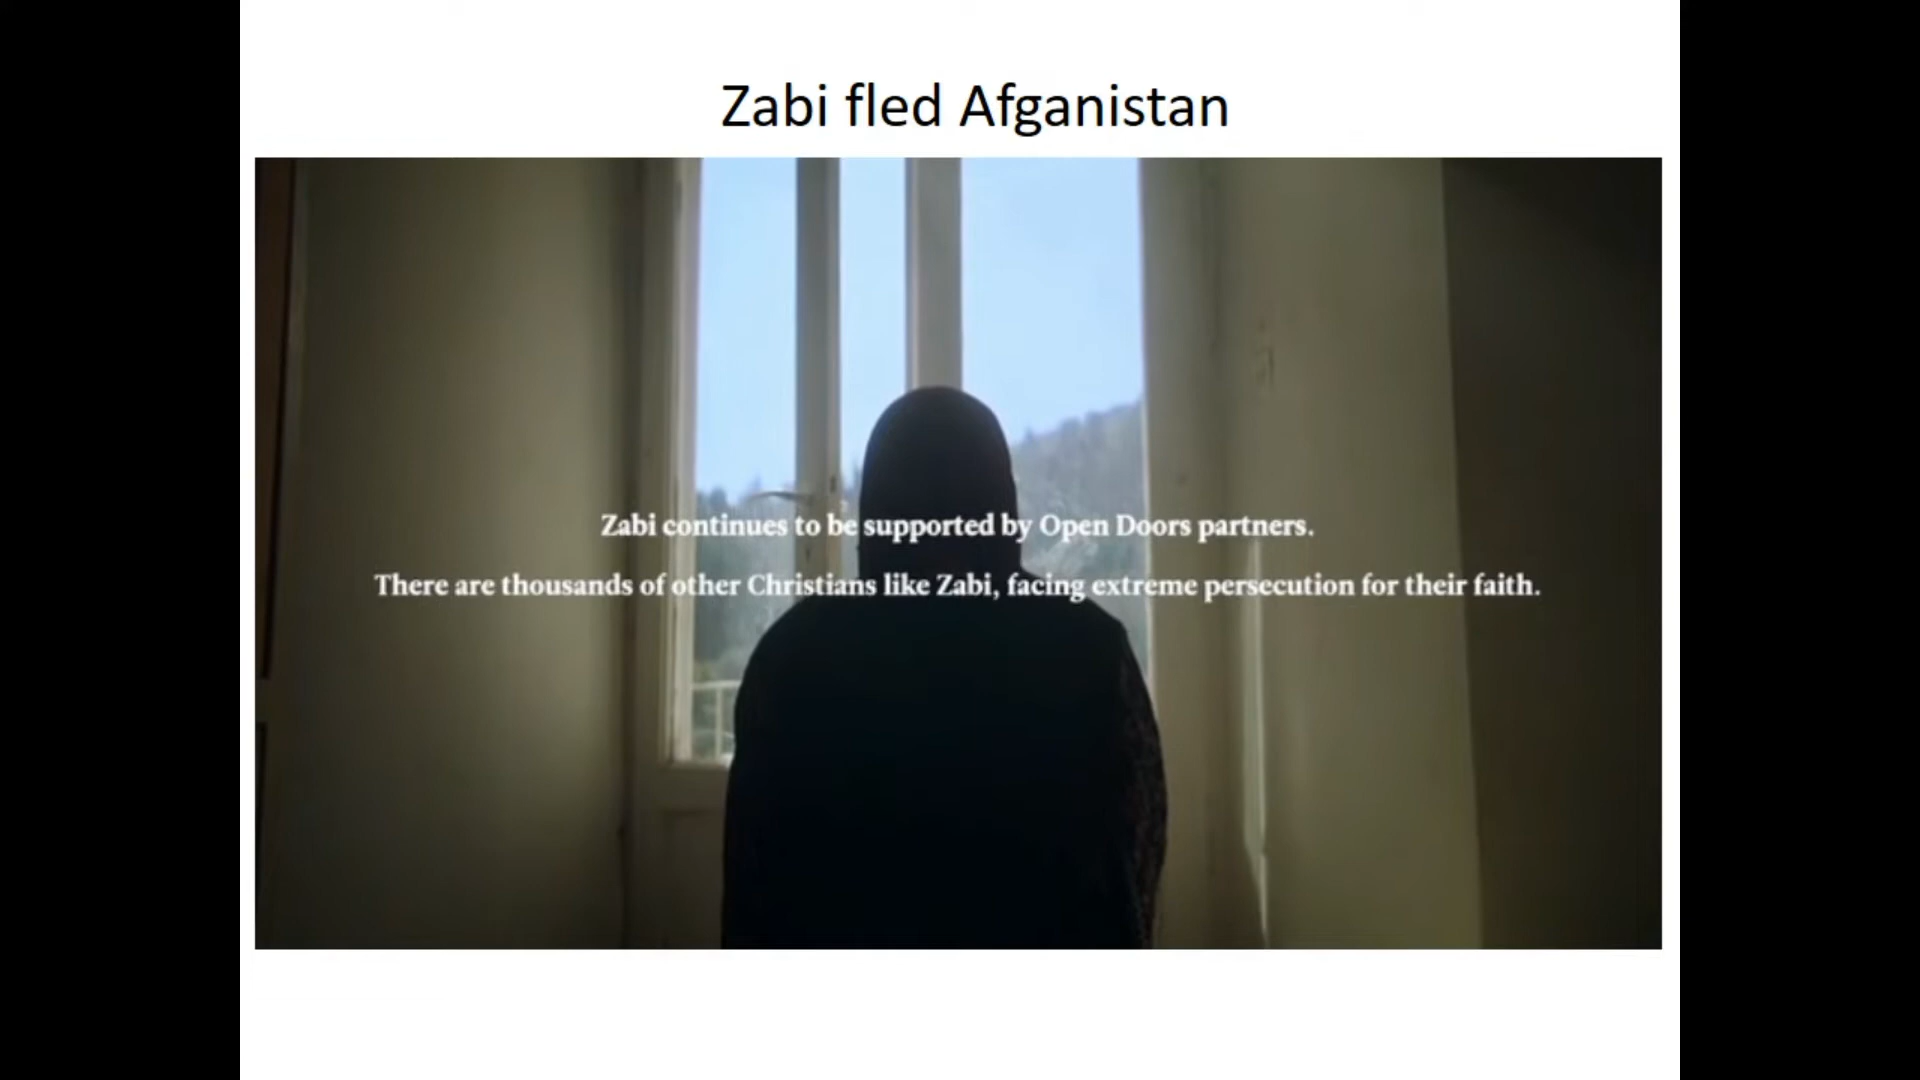 Zabi fled Afganistan
Zabi continues to be supported by Open Doors partners.
There are thousands of other Christians like Zabi, facing extreme persecution for their faith.